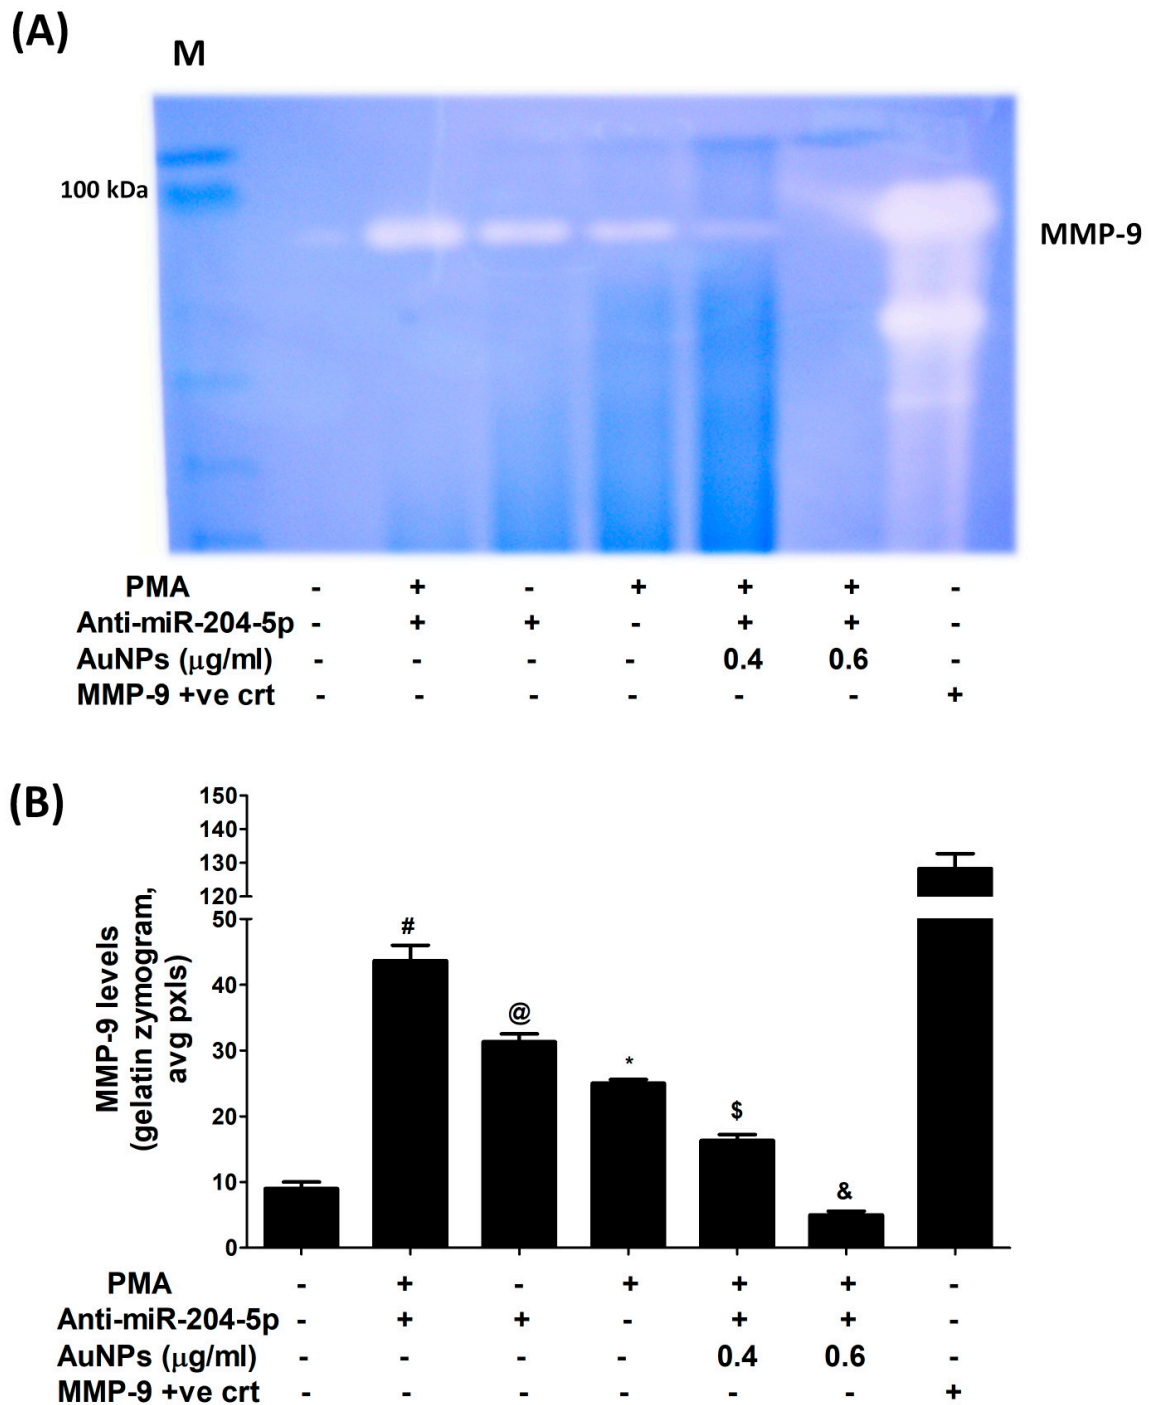 (A)
M
100 kDa
MMP-9
PMA - + - + + + -
Anti-miR-204-5p - + + - + + -
AuNPs (μg/ml) - - - - 0.4 0.6 -
MMP-9 +ve crt - - - - - - +
(B)
150
140
130
120
50
40
30
20
10
0
MMP-9 levels
(gelatin zymogram,
avg pxls)
#
@
*
$
&
PMA - + - + + + -
Anti-miR-204-5p - + + - + + -
AuNPs (μg/ml) - - - - 0.4 0.6 -
MMP-9 +ve crt - - - - - - +